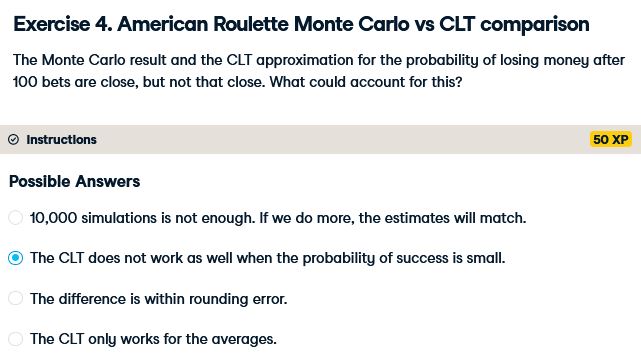 Exercise 4. American Roulette Monte Carlo vs CLT comparison
The Monte Carlo result and the CLT approximation for the probability of losing money after
100 bets are close, but not that close. What could account for this?
Instructions
50 XP
Possible Answers
10,000 simulations is not enough. If we do more, the estimates will match.
The CLT does not work as well when the probability of success is small.
The difference is within rounding error.
The CLT only works for the averages.